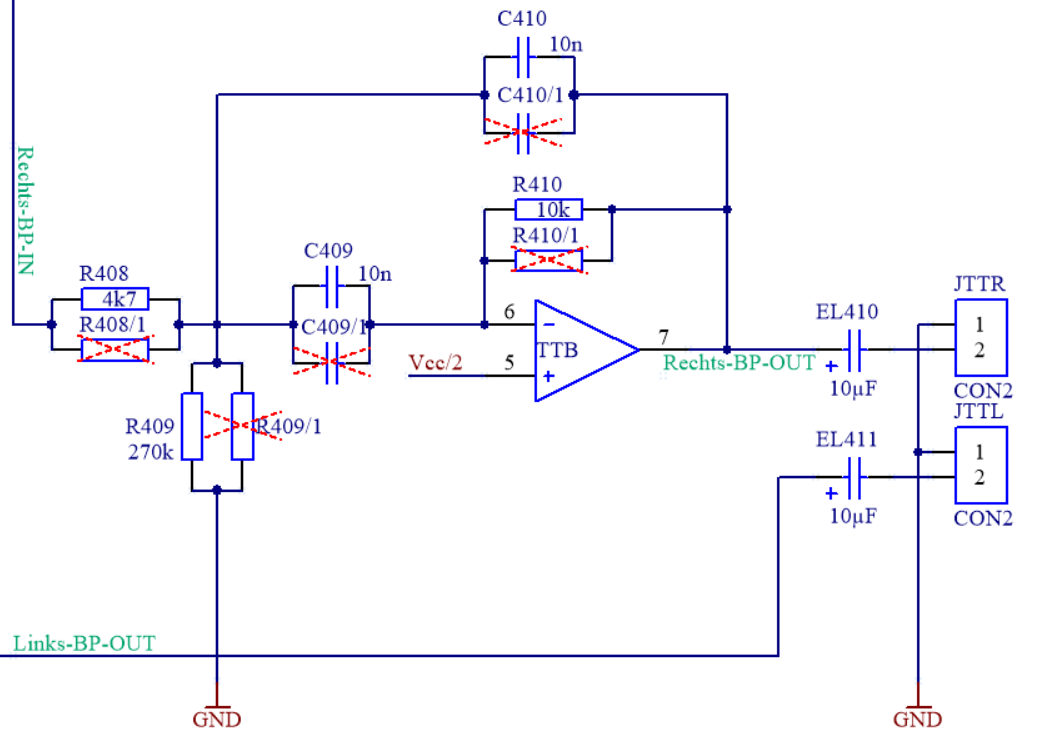 C410
10n
C410/1
Rechts-BP-IN
R410
10k
R410/1
C409
10n
R408
4k7
C409/1
R408/1
6
5
7
TTB
Vcc/2
Rechts-BP-OUT
EL410
10µF
JTTR
1
2
CON2
JTTL
1
2
CON2
R409
270k
R409/1
EL411
10µF
Links-BP-OUT
GND
GND